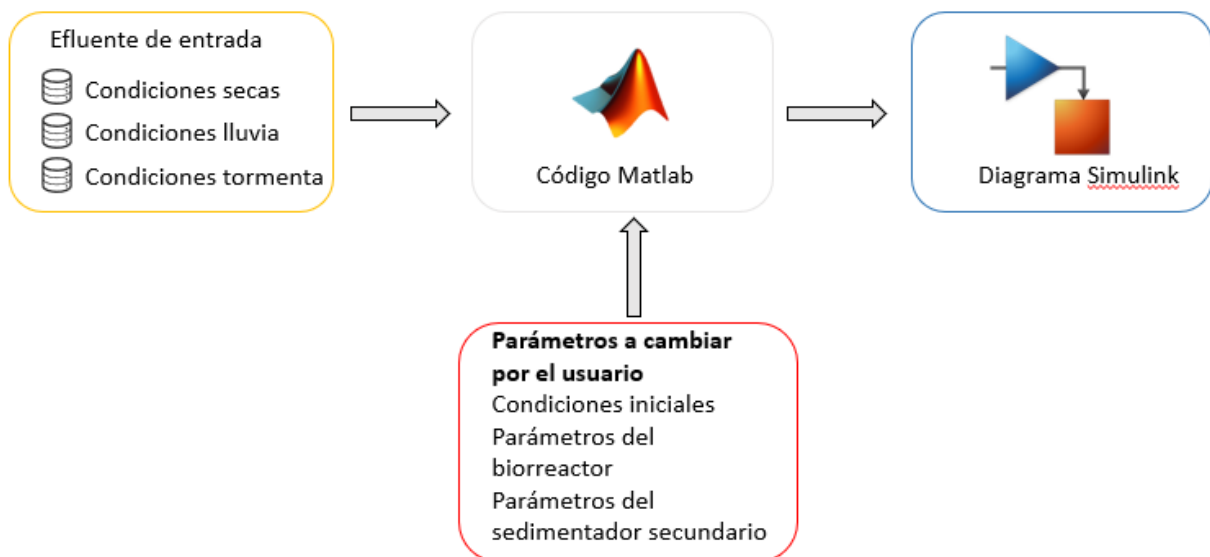 Efluente de entrada
Condiciones secas
Condiciones lluvia
Condiciones tormenta
Código Matlab
Diagrama Simulink
Parámetros a cambiar
por el usuario
Condiciones iniciales
Parámetros del
biorreactor
Parámetros del
sedimentador secundario